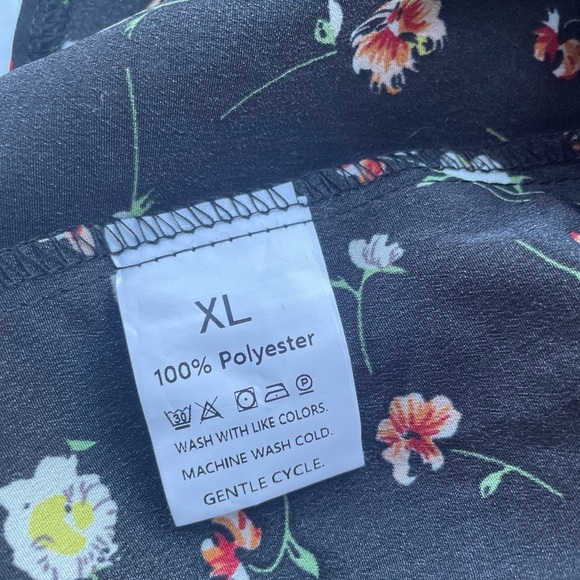 XL
100% Polyester
30 P
WASH WITH LIKE COLORS.
MACHINE WASH COLD.
GENTLE CYCLE.